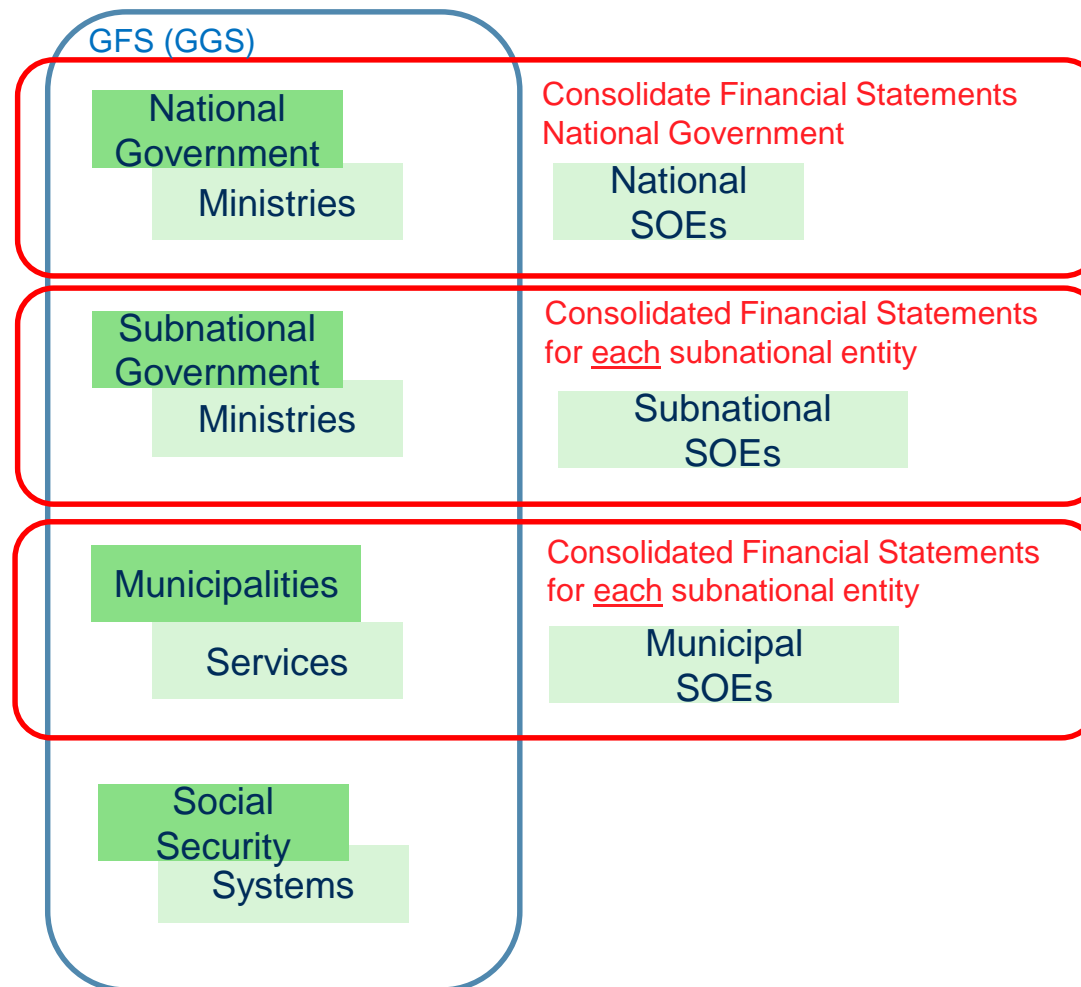 GFS (GGS)
National
Government
Ministries
Consolidate Financial Statements
National Government
National
SOEs
Subnational
Government
Ministries
Consolidated Financial Statements
for each subnational entity
Subnational
SOEs
Municipalities
Services
Consolidated Financial Statements
for each subnational entity
Municipal
SOEs
Social
Security
Systems